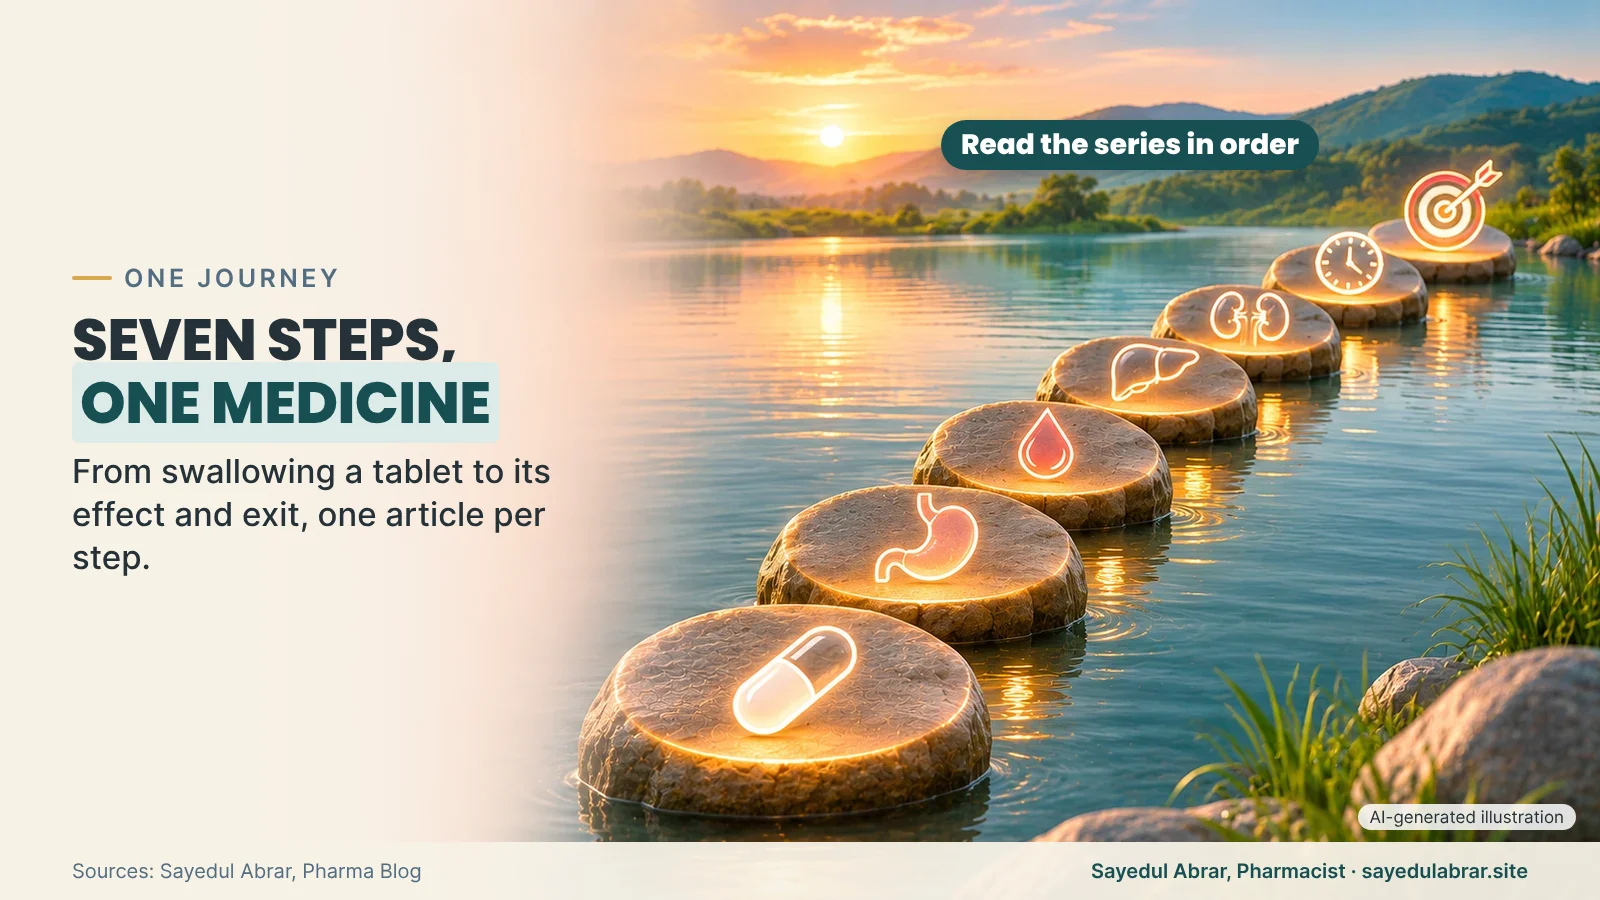 Read the series in order
ONE JOURNEY
SEVEN STEPS,
ONE MEDICINE
From swallowing a tablet to its
effect and exit, one article per
step.
AI-generated illustration
Sources: Sayedul Abrar, Pharma Blog
Sayedul Abrar, Pharmacist · sayedulabrar.site